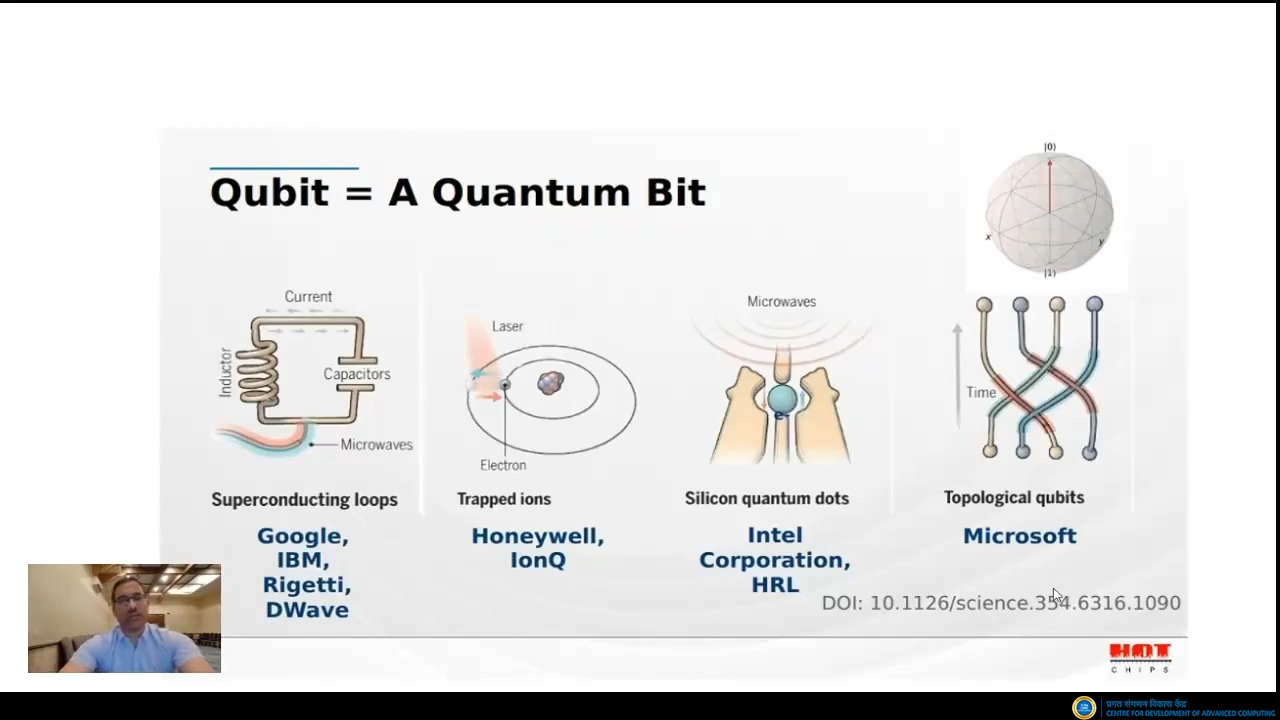 Qubit = A Quantum Bit
|0⟩
x
y
|1⟩
Current
Inductor
Capacitors
Microwaves
Superconducting loops
Google,
IBM,
Rigetti,
DWave
Laser
Electron
Trapped ions
Honeywell,
IonQ
Microwaves
e-
Silicon quantum dots
Intel
Corporation,
HRL
Time
Topological qubits
Microsoft
DOI: 10.1126/science.354.6316.1090
HOT
CHIPS
प्रगत संगणन विकास केंद्र
CENTRE FOR DEVELOPMENT OF ADVANCED COMPUTING